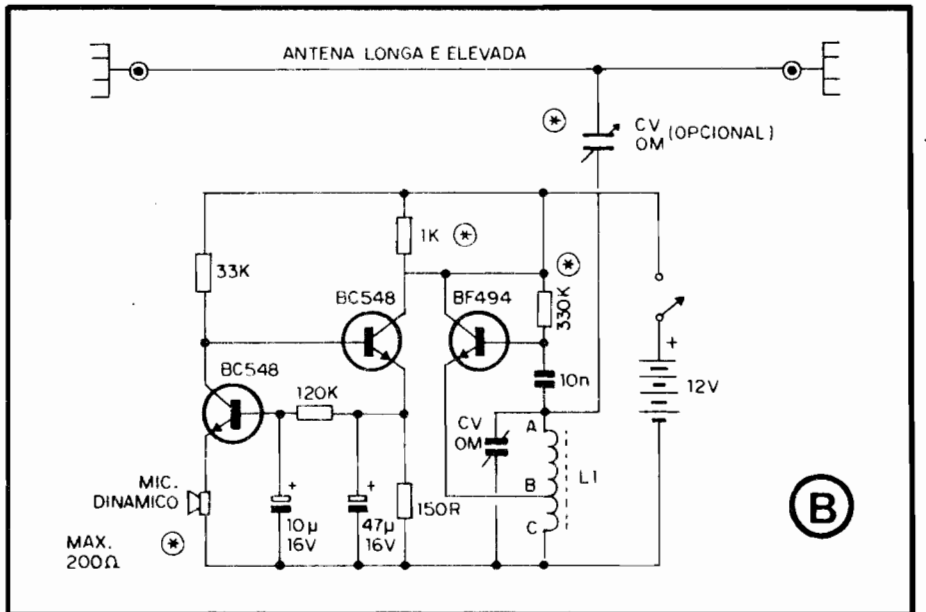 ANTENA LONGA E ELEVADA
CV (OPCIONAL)
OM
1K
33K
330K
BC548
BF494
BC548
120K
10n
12V
CV
OM
A
B
C
L1
MIC.
DINAMICO
150R
10µ
16V
47µ
16V
MAX.
200Ω
B